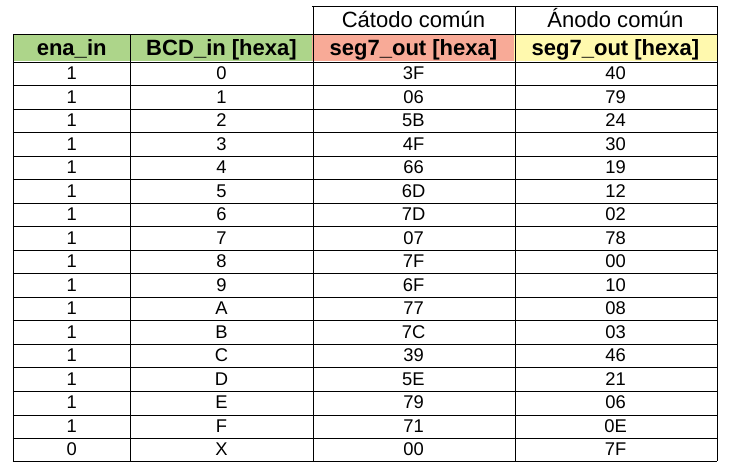 Cátodo común Ánodo común
ena_in BCD_in [hexa] seg7_out [hexa] seg7_out [hexa]
1 0 3F 40
1 1 06 79
1 2 5B 24
1 3 4F 30
1 4 66 19
1 5 6D 12
1 6 7D 02
1 7 07 78
1 8 7F 00
1 9 6F 10
1 A 77 08
1 B 7C 03
1 C 39 46
1 D 5E 21
1 E 79 06
1 F 71 0E
0 X 00 7F